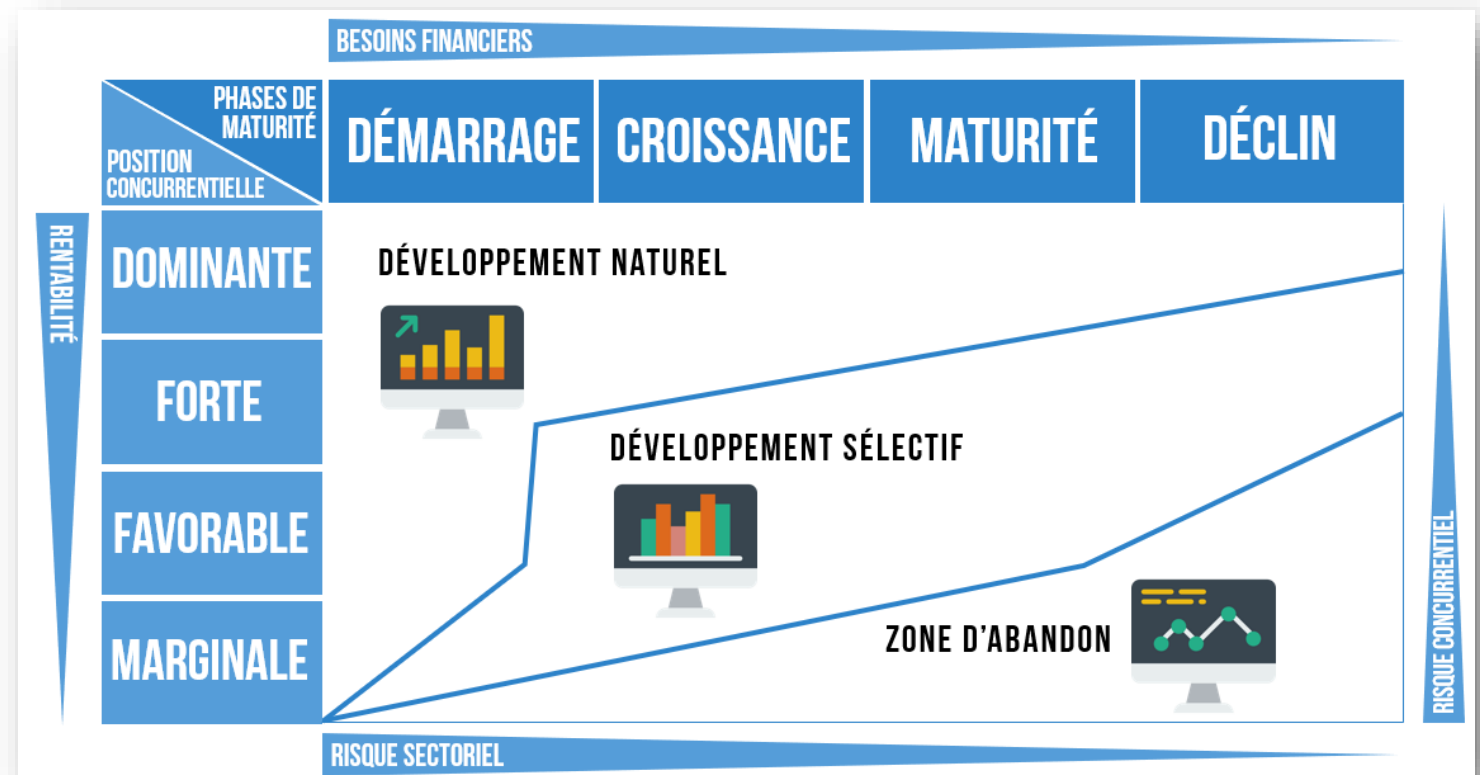 BESOINS FINANCIERS
PHASES DE
MATURITÉ
POSITION
CONCURRENTIELLE
DÉMARRAGE
CROISSANCE
MATURITÉ
DÉCLIN
RENTABILITÉ
DOMINANTE
FORTE
FAVORABLE
MARGINALE
DÉVELOPPEMENT NATUREL
DÉVELOPPEMENT SÉLECTIF
ZONE D'ABANDON
RISQUE CONCURRENTIEL
RISQUE SECTORIEL